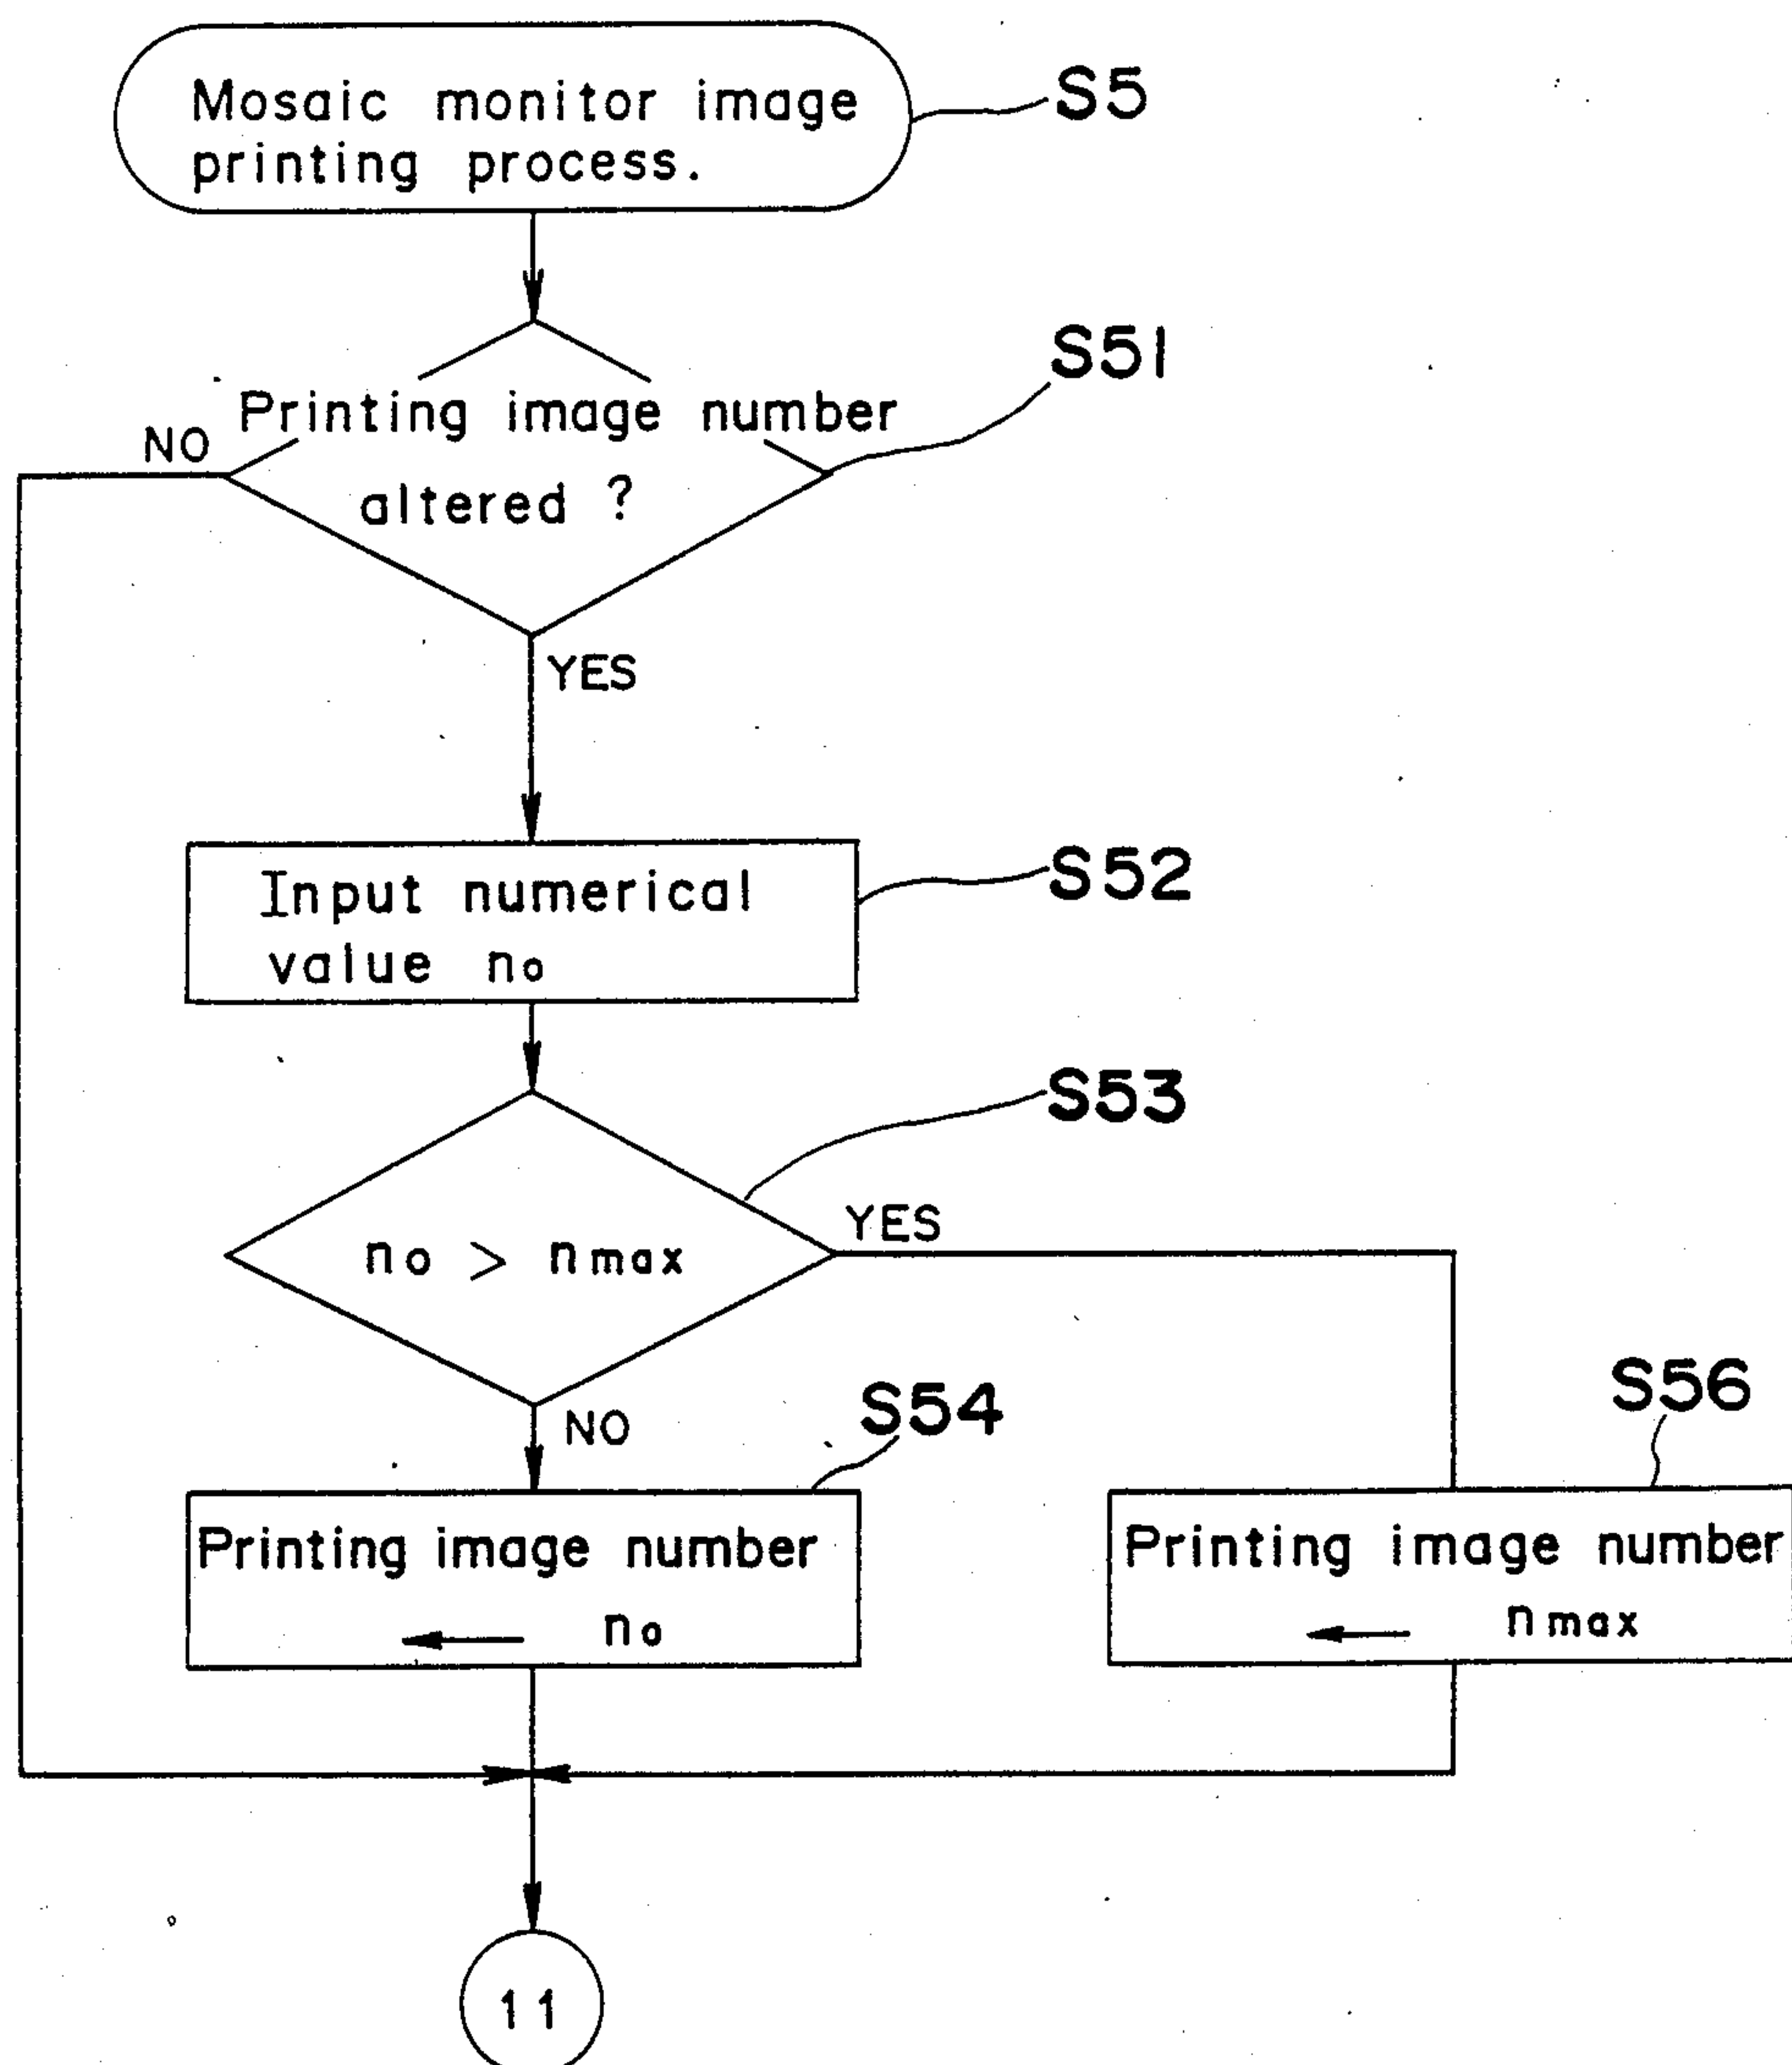 Mosaic monitor image
printing process.
S5
S51
Printing image number
altered ?
NO
YES
Input numerical
value no
S52
S53
no > nmax
YES
NO
S54
Printing image number
← no
S56
Printing image number
← nmax
11